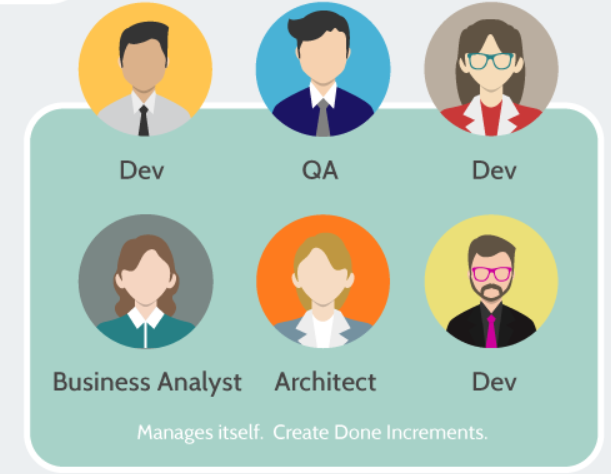 Dev QA Dev
Business Analyst Architect Dev
Manages itself. Create Done Increments.